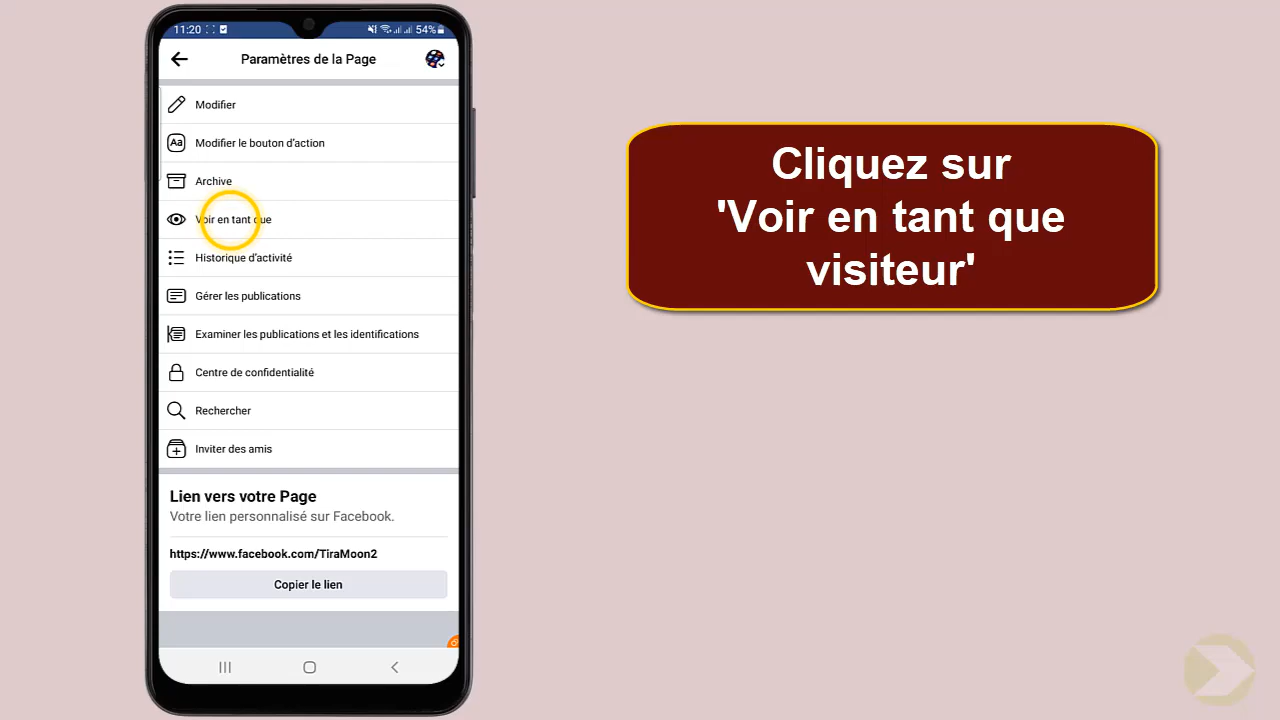 11:20
54%
Paramètres de la Page
Modifier
Aa
Modifier le bouton d'action
Archive
Voir en tant que
Historique d'activité
Gérer les publications
Examiner les publications et les identifications
Centre de confidentialité
Rechercher
Inviter des amis
Lien vers votre Page
Votre lien personnalisé sur Facebook.
https://www.facebook.com/TiraMoon2
Copier le lien
Cliquez sur
'Voir en tant que
visiteur'